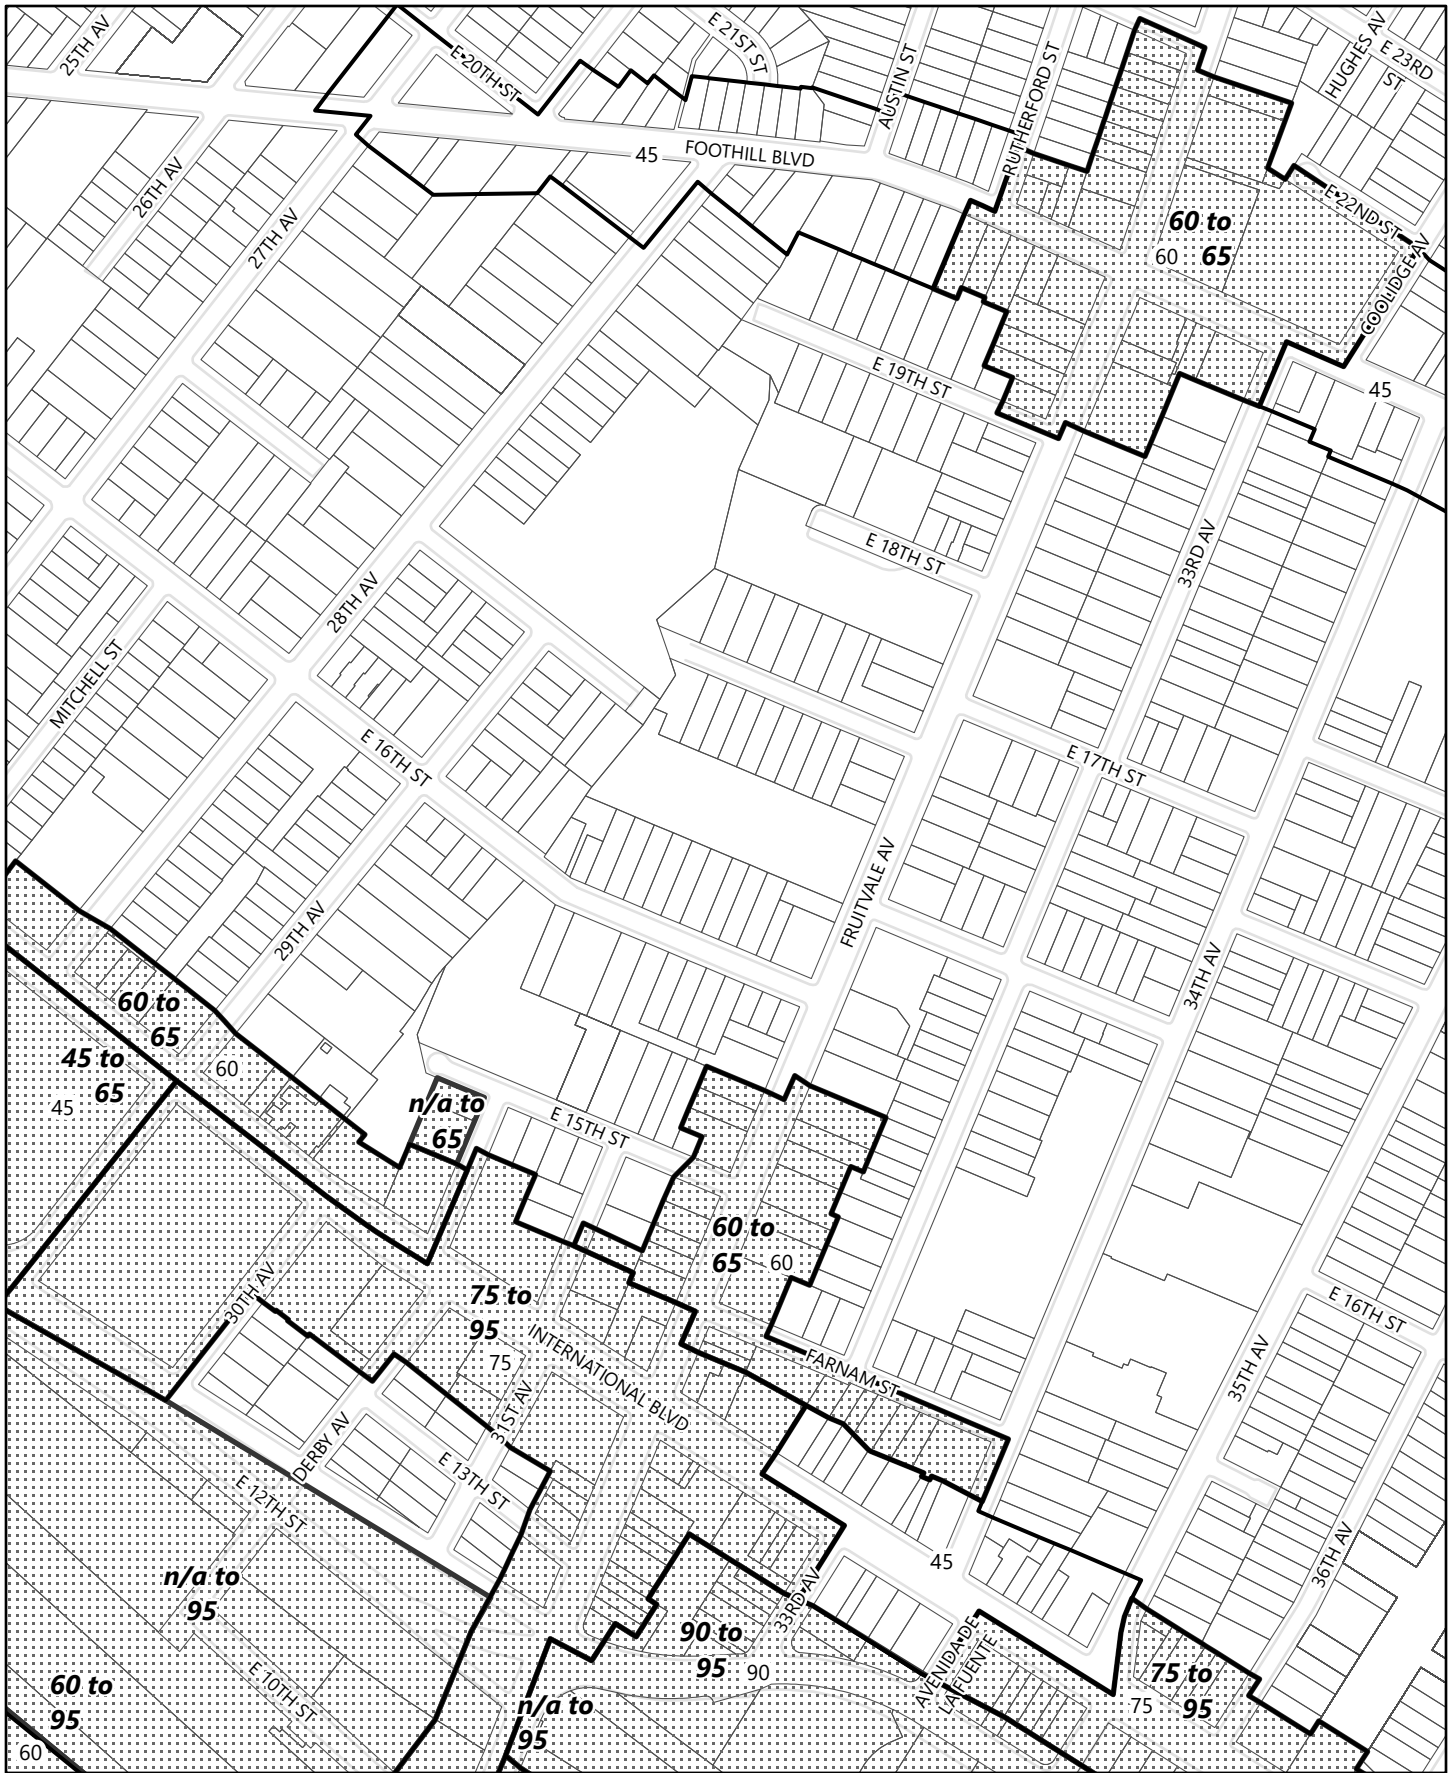 25TH AV
E 20TH ST
E 21ST ST
AUSTIN ST
RUTHERFORD ST
HUGHES AV
E 23RD
ST
26TH AV
45
FOOTHILL BLVD
27TH AV
60 to
65
60
E 22ND ST
COOLIDGE AV
45
E 19TH ST
E 18TH ST
33RD AV
28TH AV
MITCHELL ST
E 16TH ST
E 17TH ST
FRUITVALE AV
29TH AV
34TH AV
60 to
65
45 to
65
60
45
n/a to
65
E 15TH ST
60 to
65
60
30TH AV
75 to
95
75
INTERNATIONAL BLVD
E 16TH ST
FARNAM ST
35TH AV
31ST AV
DERBY AV
E 13TH ST
E 12TH ST
45
36TH AV
n/a to
95
33RD AV
90 to
95
90
AVENIDA DE
LA FUENTE
75 to
95
75
E 10TH ST
60 to
95
60
n/a to
95